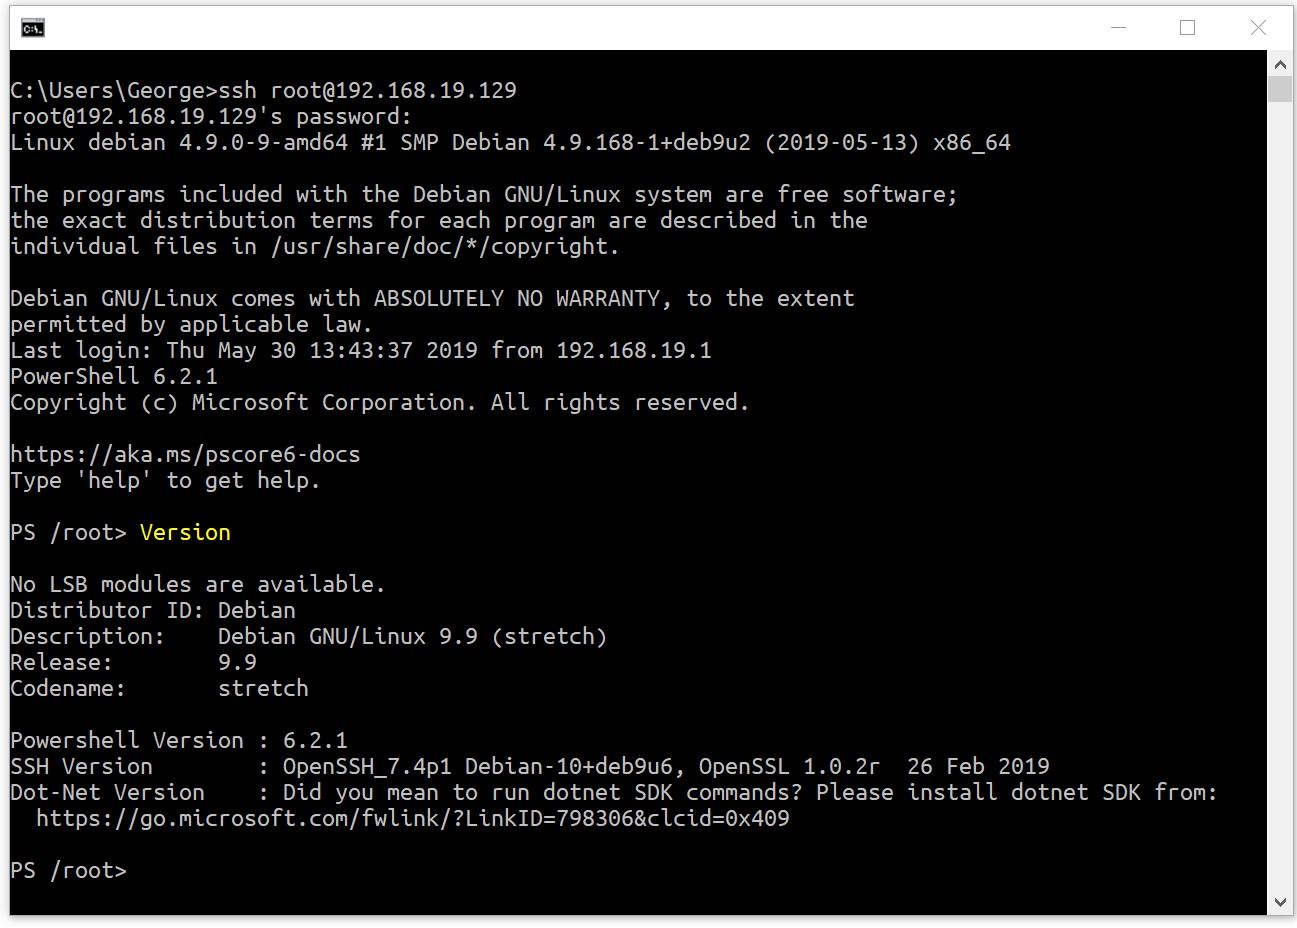 C:\Users\George>ssh root@192.168.19.129
root@192.168.19.129's password:
Linux debian 4.9.0-9-amd64 #1 SMP Debian 4.9.168-1+deb9u2 (2019-05-13) x86_64
The programs included with the Debian GNU/Linux system are free software;
the exact distribution terms for each program are described in the
individual files in /usr/share/doc/*/copyright.
Debian GNU/Linux comes with ABSOLUTELY NO WARRANTY, to the extent
permitted by applicable law.
Last login: Thu May 30 13:43:37 2019 from 192.168.19.1
PowerShell 6.2.1
Copyright (c) Microsoft Corporation. All rights reserved.
https://aka.ms/pscore6-docs
Type 'help' to get help.
PS /root> Version
No LSB modules are available.
Distributor ID: Debian
Description:    Debian GNU/Linux 9.9 (stretch)
Release:        9.9
Codename:       stretch
Powershell Version : 6.2.1
SSH Version        : OpenSSH_7.4p1 Debian-10+deb9u6, OpenSSL 1.0.2r  26 Feb 2019
Dot-Net Version    : Did you mean to run dotnet SDK commands? Please install dotnet SDK from:
  https://go.microsoft.com/fwlink/?LinkID=798306&clcid=0x409
PS /root>